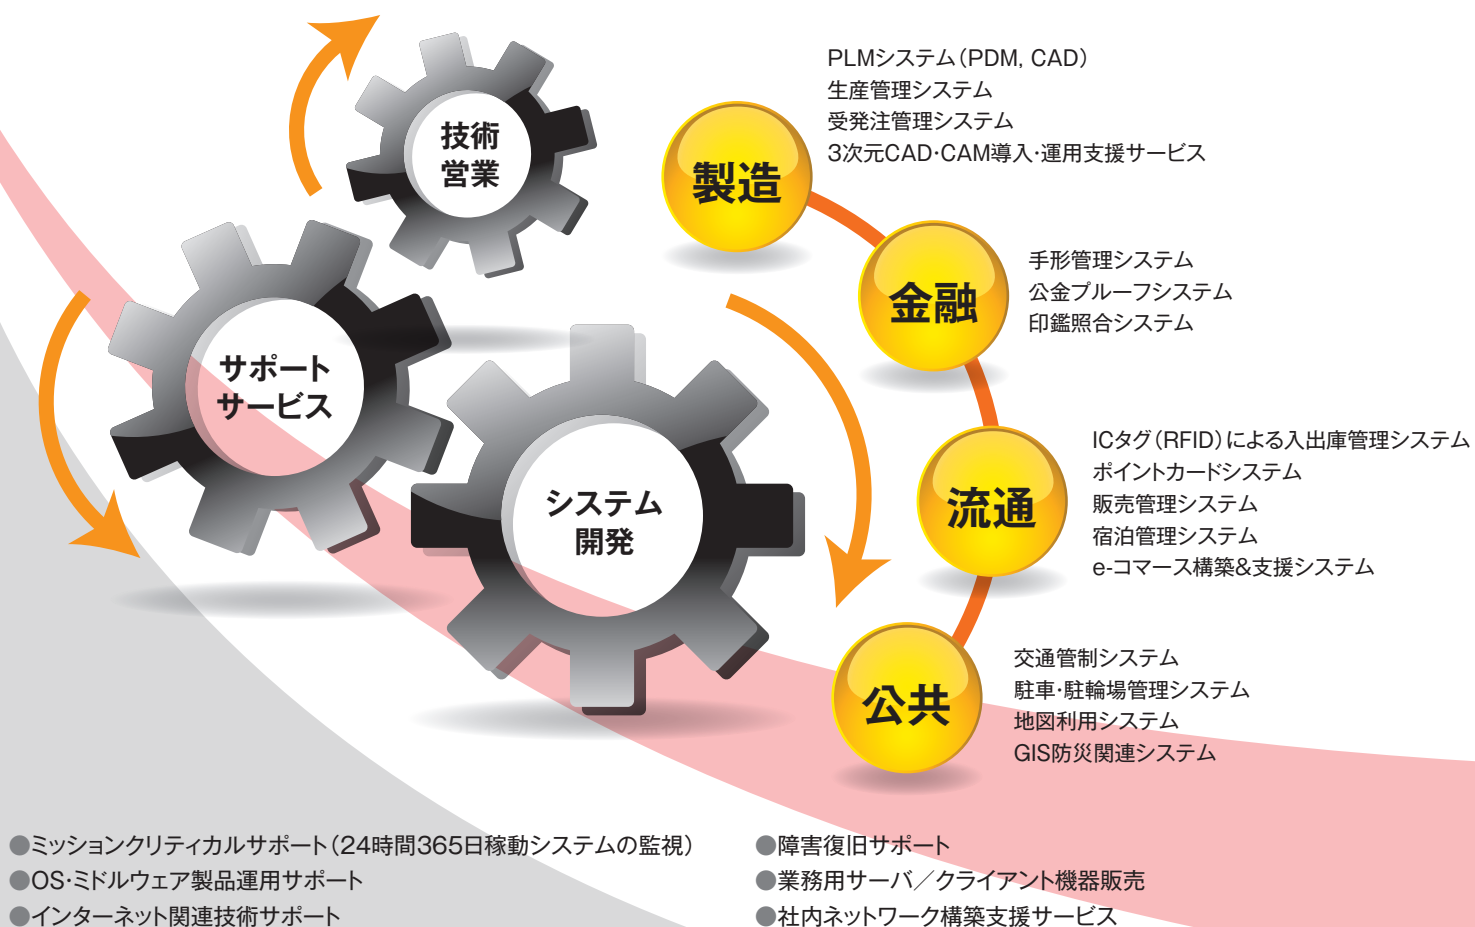 技術
営業
サポート
サービス
システム
開発
製造
PLMシステム（PDM, CAD）
生産管理システム
受発注管理システム
3次元CAD・CAM導入・運用支援サービス
金融
手形管理システム
公金プルーフシステム
印鑑照合システム
流通
ICタグ（RFID）による入出庫管理システム
ポイントカードシステム
販売管理システム
宿泊管理システム
e-コマース構築&支援システム
公共
交通管制システム
駐車・駐輪場管理システム
地図利用システム
GIS防災関連システム
●ミッションクリティカルサポート（24時間365日稼動システムの監視）
●OS・ミドルウェア製品運用サポート
●インターネット関連技術サポート
●障害復旧サポート
●業務用サーバ／クライアント機器販売
●社内ネットワーク構築支援サービス